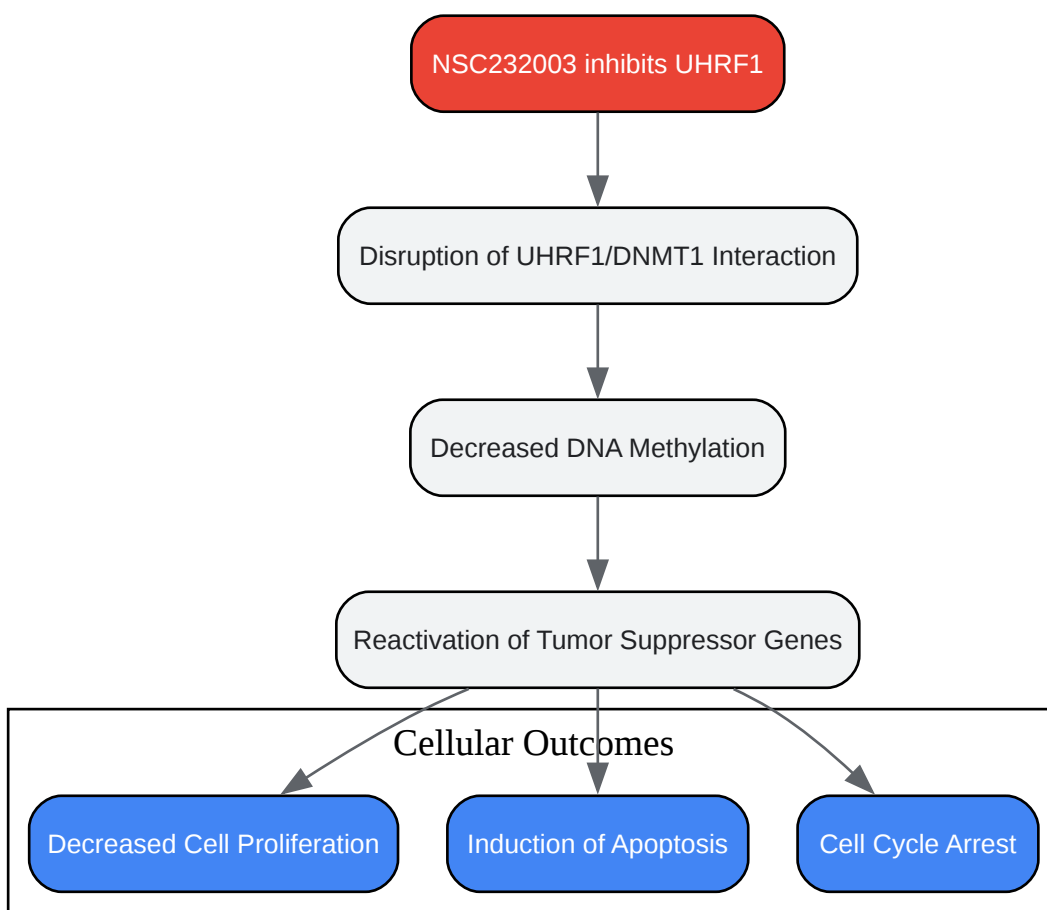 NSC232003 inhibits UHRF1
Disruption of UHRF1/DNMT1 Interaction
Decreased DNA Methylation
Reactivation of Tumor Suppressor Genes
Cellular Outcomes
Decreased Cell Proliferation
Induction of Apoptosis
Cell Cycle Arrest